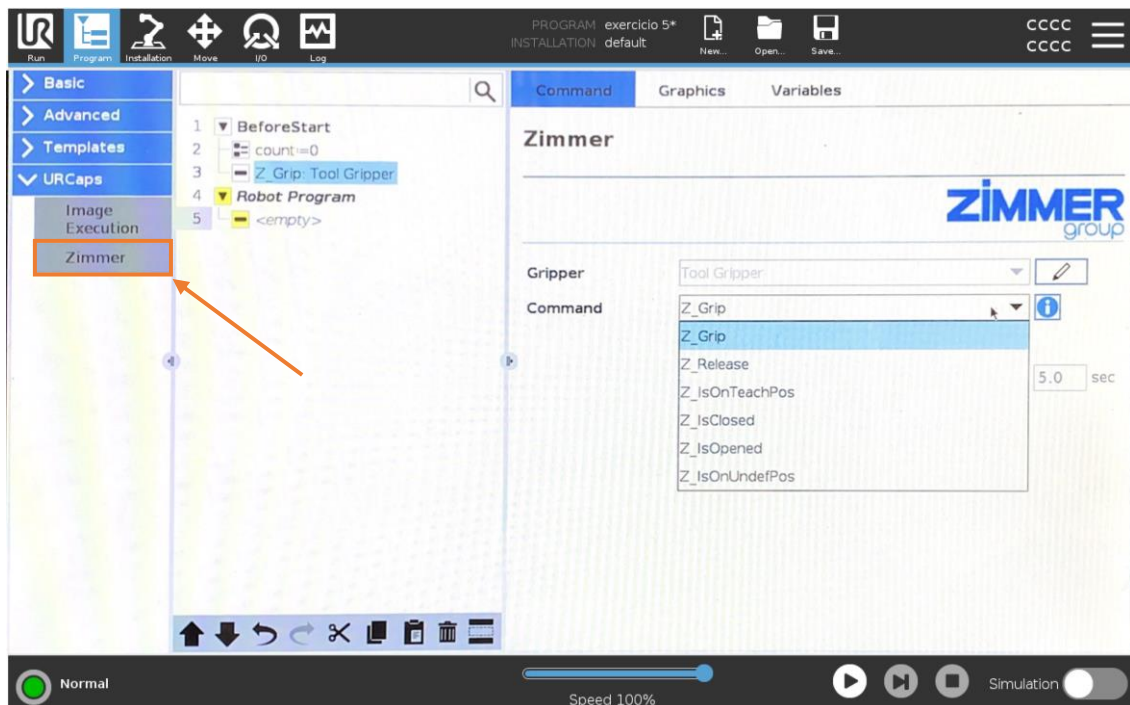 PROGRAM exercicio 5*
INSTALLATION default
CCCC
CCCC
Run Program Installation Move I/O Log
New... Open... Save...
Basic
Advanced
Templates
URCaps
Image
Execution
Zimmer
1 BeforeStart
2 count:=0
3 Z_Grip: Tool Gripper
4 Robot Program
5 <empty>
Command Graphics Variables
Zimmer
ZIMMER
group
Gripper Tool Gripper
Command Z_Grip
Z_Grip
Z_Release
Z_IsOnTeachPos
Z_IsClosed
Z_IsOpened
Z_IsOnUndefPos
5.0 sec
Normal
Speed 100%
Simulation